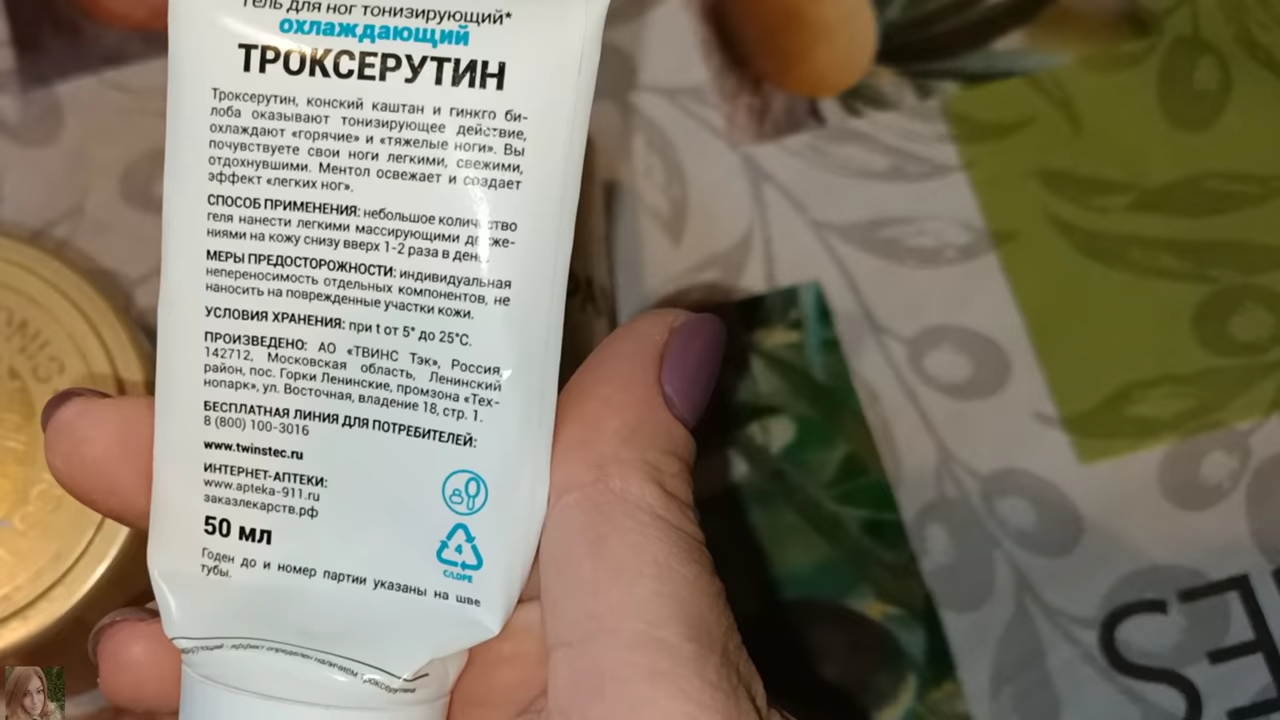 Гель для ног тонизирующий*
охлаждающий
ТРОКСЕРУТИН
Троксерутин, конский каштан и гинкго би-
лоба оказывают тонизирующее действие,
охлаждают «горячие» и «тяжелые ноги». Вы
почувствуете свои ноги легкими, свежими,
отдохнувшими. Ментол освежает и создает
эффект «легких ног».
СПОСОБ ПРИМЕНЕНИЯ: небольшое количество
геля нанести легкими массирующими движе-
ниями на кожу снизу вверх 1-2 раза в день.
МЕРЫ ПРЕДОСТОРОЖНОСТИ: индивидуальная
непереносимость отдельных компонентов, не
наносить на поврежденные участки кожи.
УСЛОВИЯ ХРАНЕНИЯ: при t от 5° до 25°С.
ПРОИЗВЕДЕНО: АО «ТВИНС Тэк», Россия,
142712, Московская область, Ленинский
район, пос. Горки Ленинские, промзона «Тех-
нопарк», ул. Восточная, владение 18, стр. 1.
БЕСПЛАТНАЯ ЛИНИЯ ДЛЯ ПОТРЕБИТЕЛЕЙ:
8 (800) 100-3016
www.twinstec.ru
ИНТЕРНЕТ-АПТЕКИ:
www.apteka-911.ru
заказлекарств.рф
50 мл
4
C/LDPE
Годен до и номер партии указаны на шве
тубы.
эффект определен наличием Троксерутина
ES